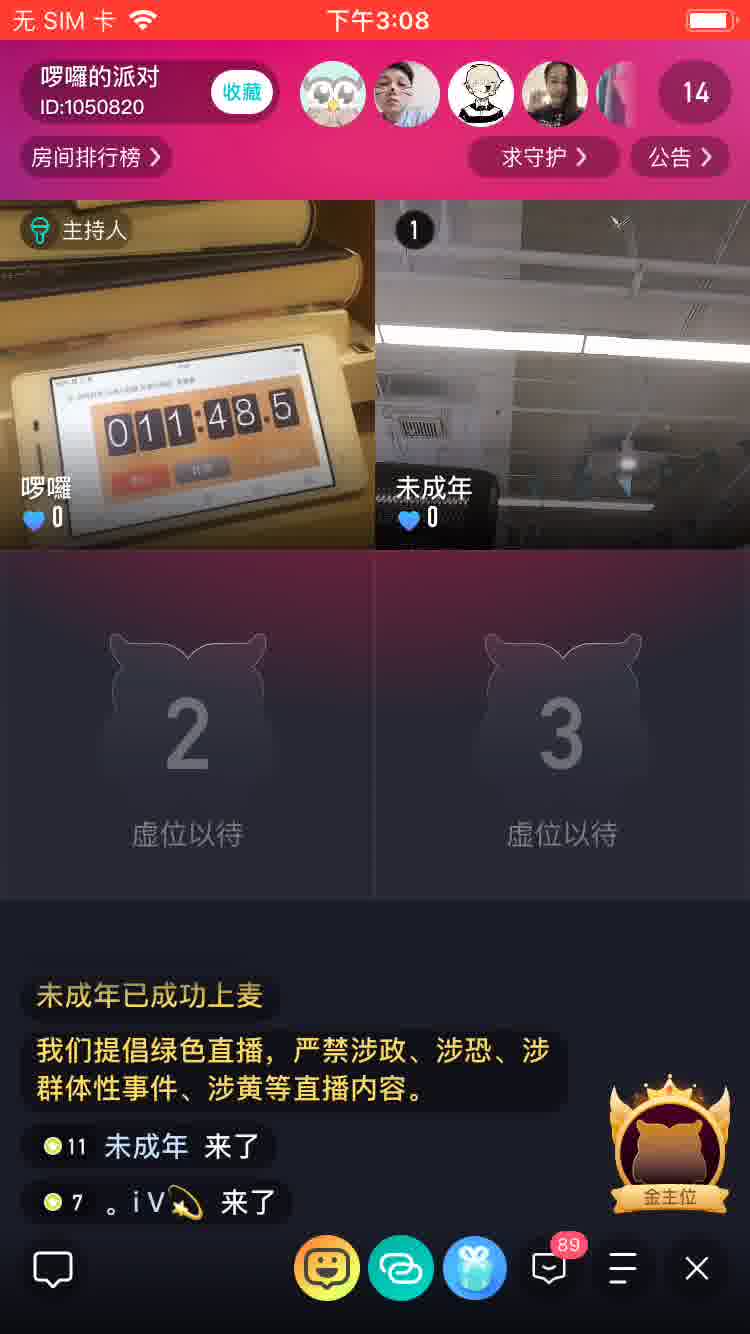 无 SIM 卡
下午3:08
啰囉的派对
ID:1050820
收藏
14
房间排行榜
求守护
公告
主持人
1
011:48.5
啰囉
0
未成年
0
2
3
虚位以待
虚位以待
未成年已成功上麦
我们提倡绿色直播，严禁涉政、涉恐、涉
群体性事件、涉黄等直播内容。
11 未成年 来了
7 。i V💫 来了
金主位
89